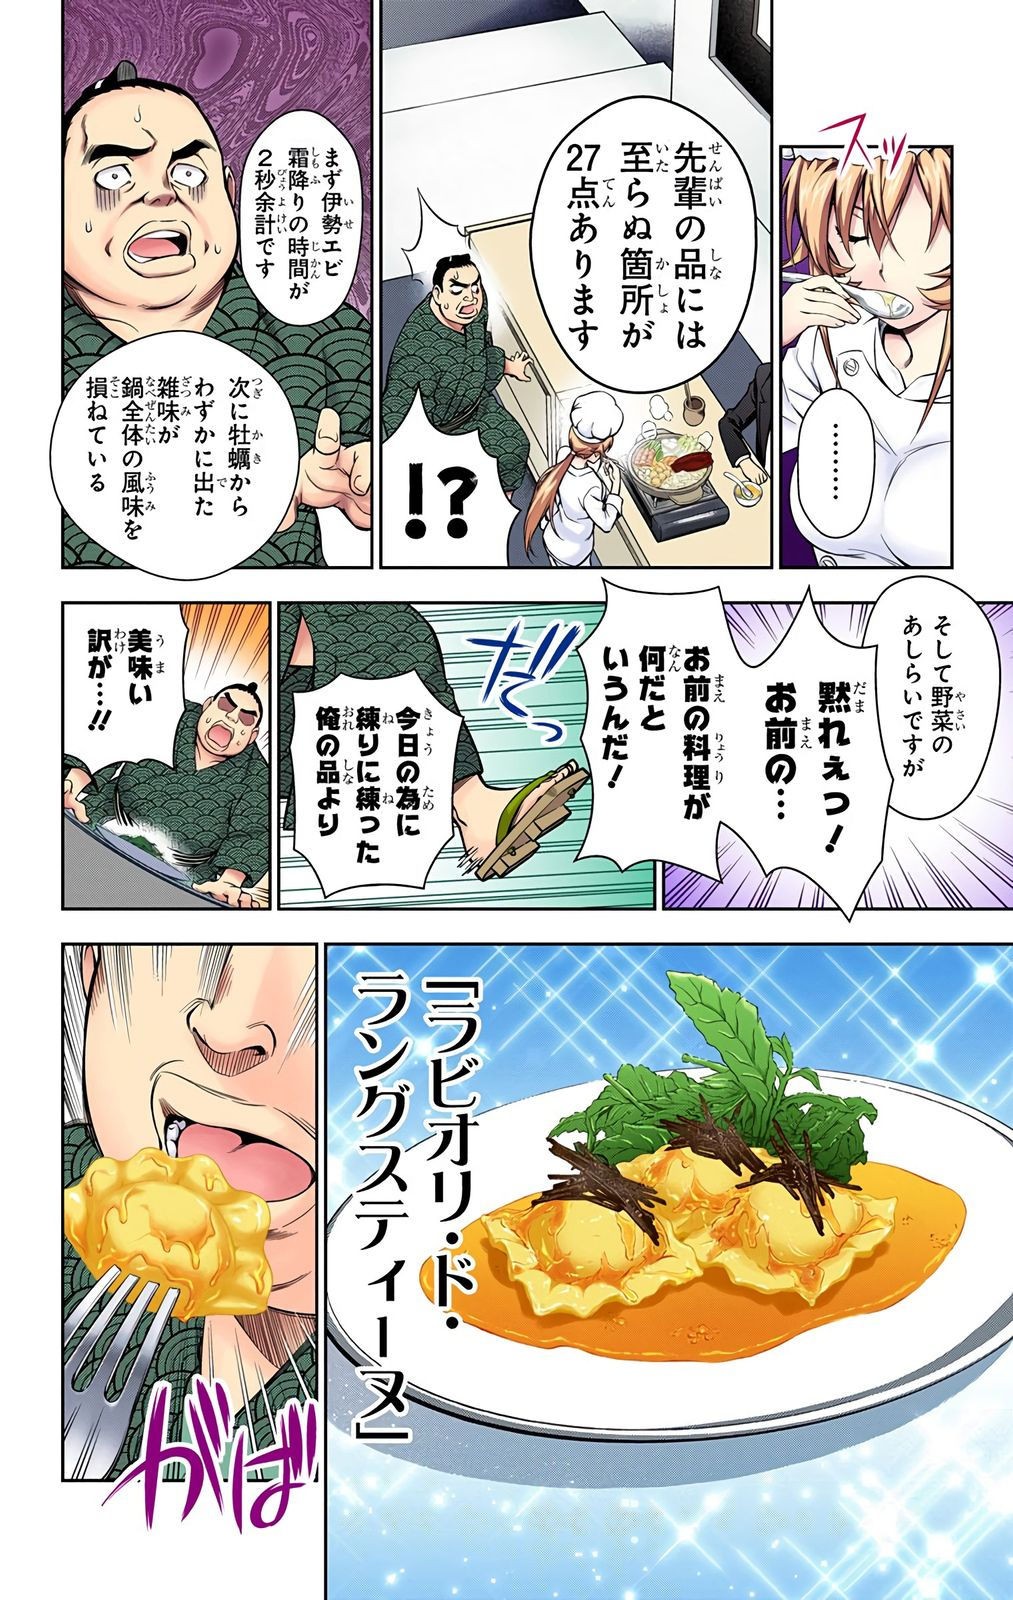 スッ
…………
先輩の品には
至らぬ箇所が
27点あります
!?
まず伊勢エビ
霜降りの時間が
2秒余計です
次に牡蠣から
わずかに出た
雑味が
鍋全体の風味を
損ねている
そして野菜の
あしらいですが
黙れぇっ!
お前の…
お前の料理が
何だと
いうんだ!
だてっ
今日の為に
練りに練った
俺の品より
美味い
訳が…!!
「ラビオリ・ド・
ラングスティーヌ」
がば